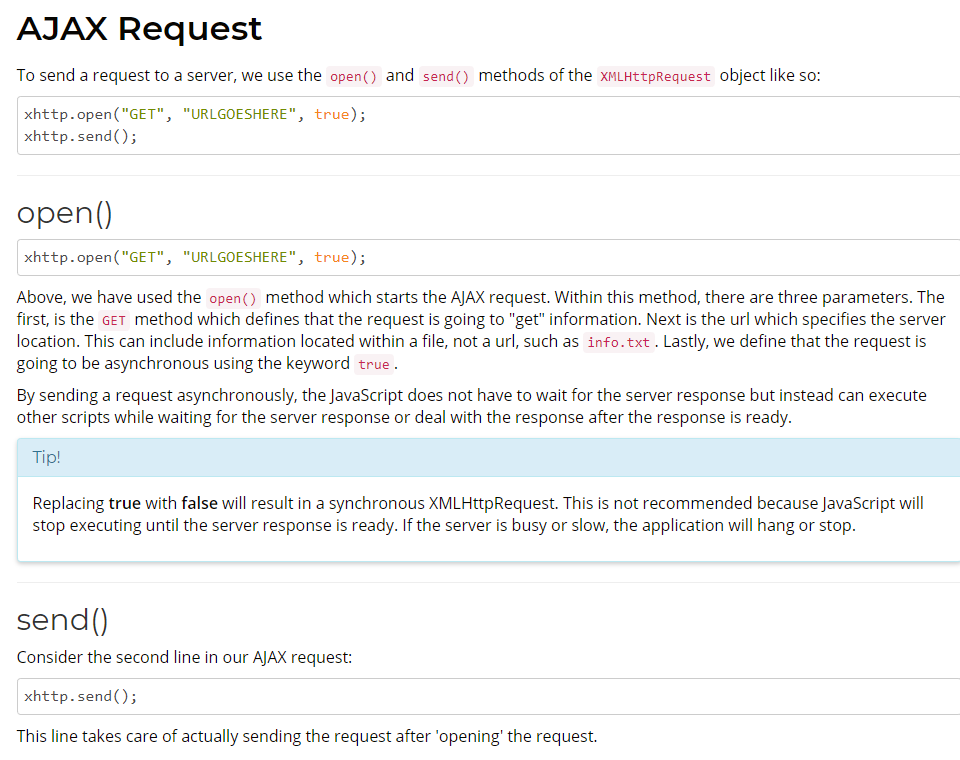 AJAX Request
To send a request to a server, we use the open() and send() methods of the XMLHttpRequest object like so:
xhttp.open("GET", "URLGOESHERE", true);
xhttp.send();
open()
xhttp.open("GET", "URLGOESHERE", true);
Above, we have used the open() method which starts the AJAX request. Within this method, there are three parameters. The
first, is the GET method which defines that the request is going to "get" information. Next is the url which specifies the server
location. This can include information located within a file, not a url, such as info.txt. Lastly, we define that the request is
going to be asynchronous using the keyword true.
By sending a request asynchronously, the JavaScript does not have to wait for the server response but instead can execute
other scripts while waiting for the server response or deal with the response after the response is ready.
Tip!
Replacing true with false will result in a synchronous XMLHttpRequest. This is not recommended because JavaScript will
stop executing until the server response is ready. If the server is busy or slow, the application will hang or stop.
send()
Consider the second line in our AJAX request:
xhttp.send();
This line takes care of actually sending the request after 'opening' the request.